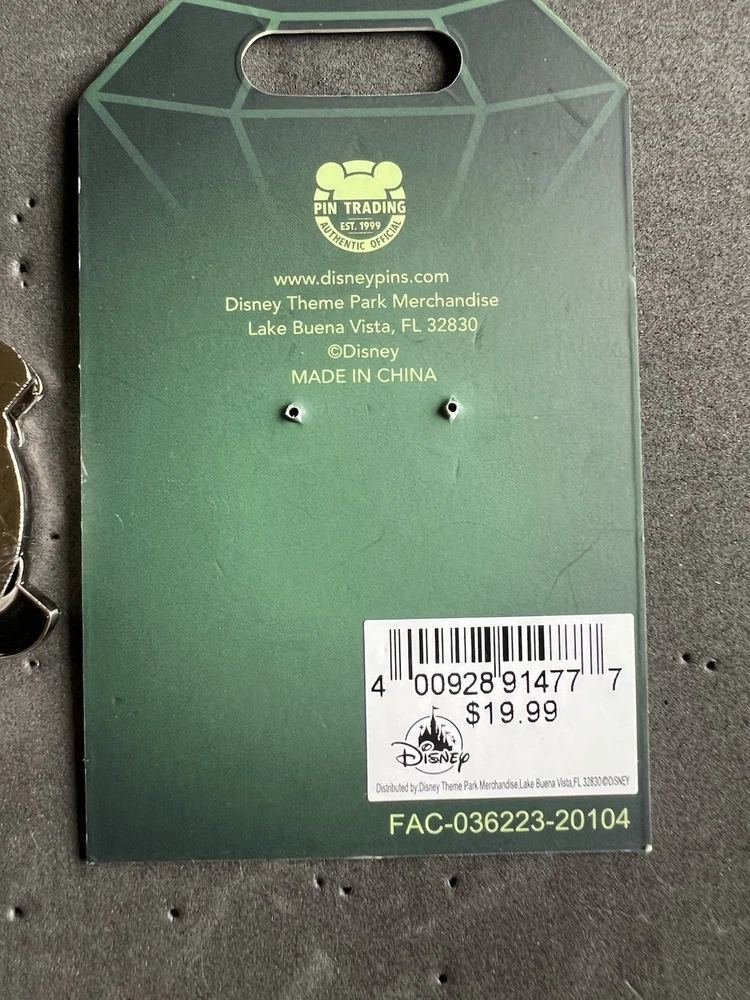 PIN TRADING
EST. 1999
AUTHENTIC OFFICIAL
www.disneypins.com
Disney Theme Park Merchandise
Lake Buena Vista, FL 32830
©Disney
MADE IN CHINA
4 00928 91477 7
$19.99
Disney
Distributed by:Disney Theme Park Merchandise,Lake Buena Vista,FL 32830©DISNEY
FAC-036223-20104